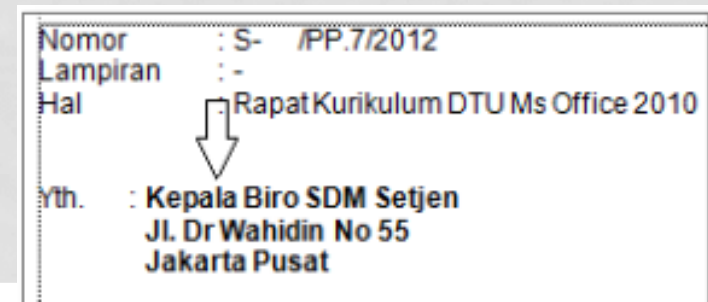 Nomor : S- /PP.7/2012
Lampiran : -
Hal : Rapat Kurikulum DTU Ms Office 2010
Yth. : Kepala Biro SDM Setjen
Jl. Dr Wahidin No 55
Jakarta Pusat